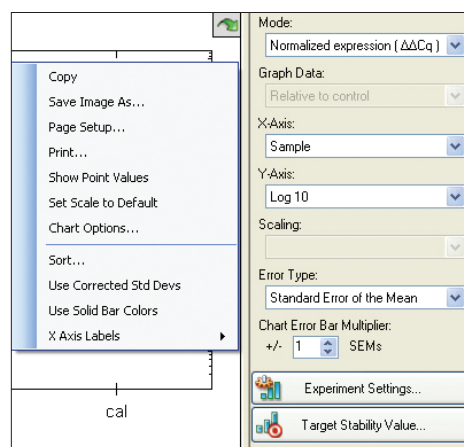 Copy
Save Image As...
Page Setup...
Print...
Show Point Values
Set Scale to Default
Chart Options...
Sort...
Use Corrected Std Devs
Use Solid Bar Colors
X Axis Labels
cal
Mode:
Normalized expression ( ΔΔCq )
Graph Data:
Relative to control
X-Axis:
Sample
Y-Axis:
Log 10
Scaling:
Error Type:
Standard Error of the Mean
Chart Error Bar Multiplier:
+/- 1 SEMs
Experiment Settings...
Target Stability Value...